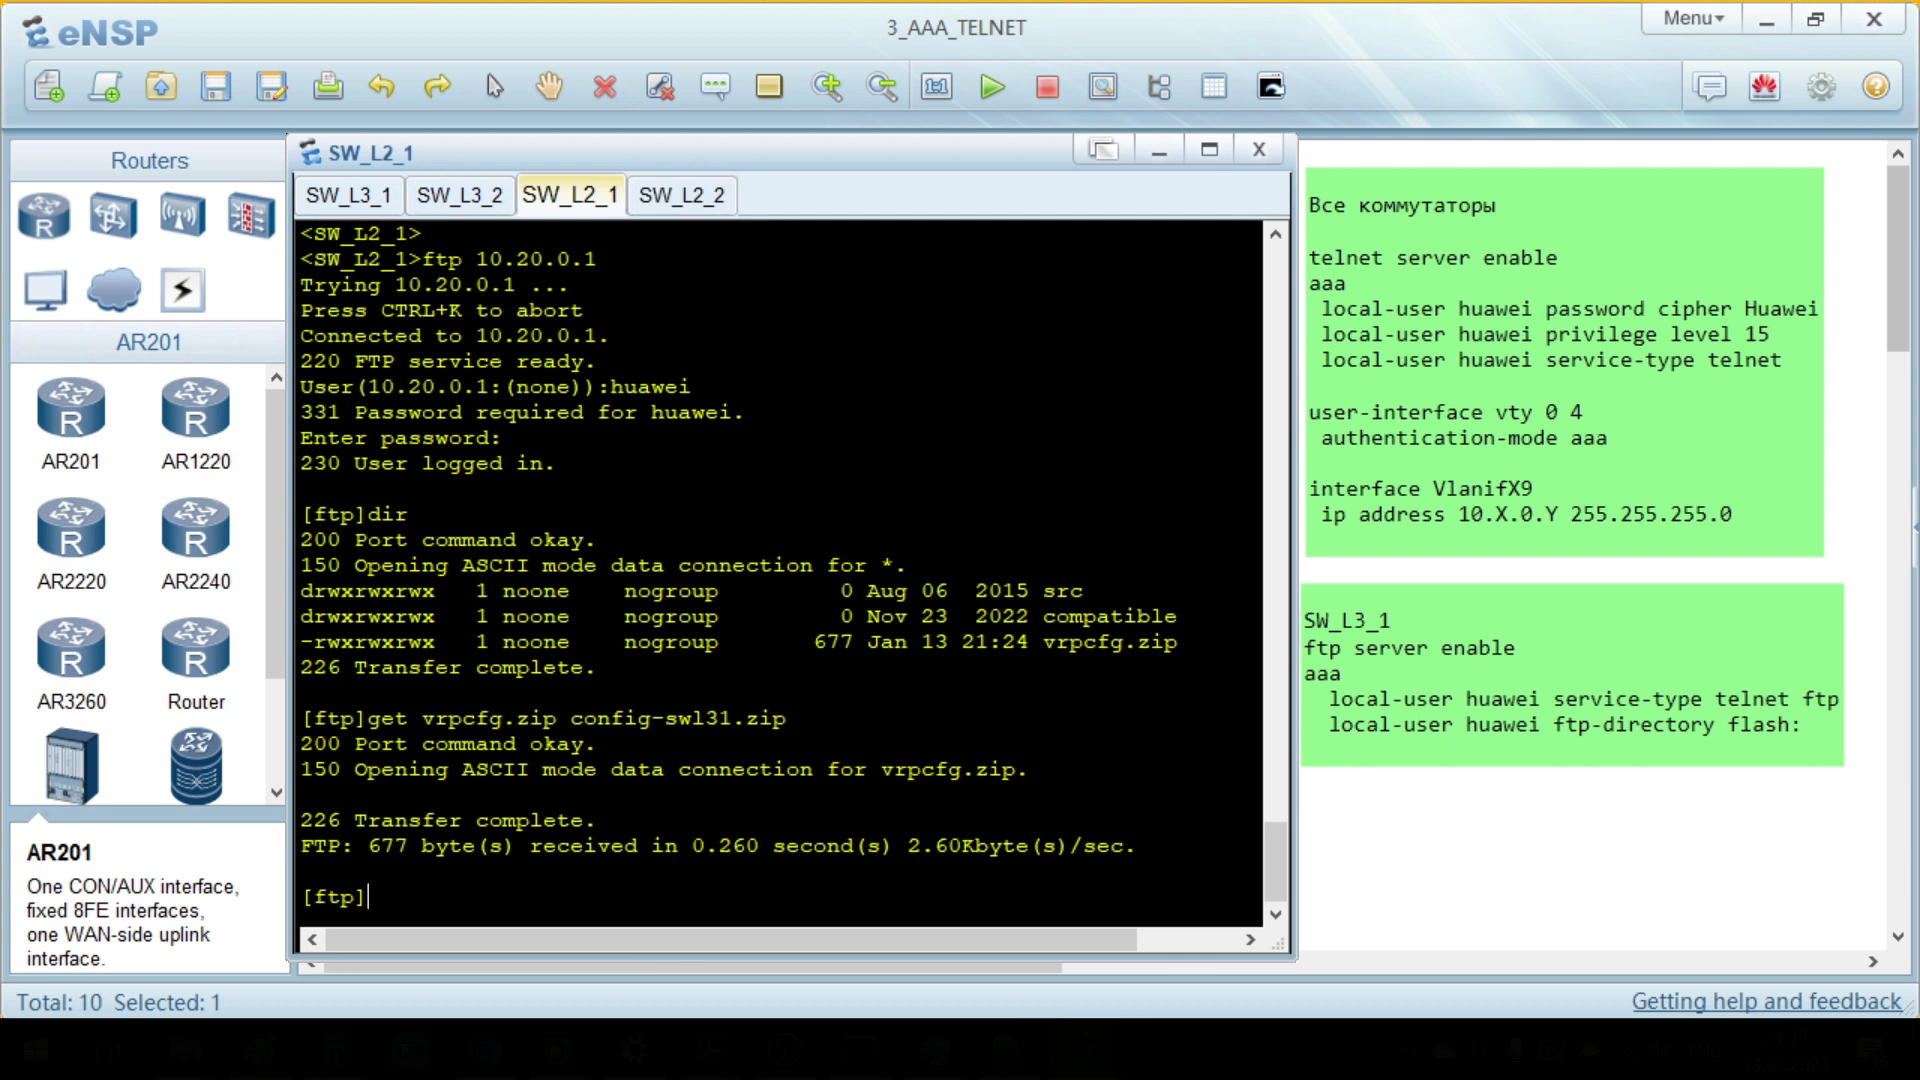 eNSP
3_AAA_TELNET
Menu
Routers
AR201
AR201
AR1220
AR2220
AR2240
AR3260
Router
AR201
One CON/AUX interface,
fixed 8FE interfaces,
one WAN-side uplink
interface.
SW_L2_1
SW_L3_1
SW_L3_2
SW_L2_1
SW_L2_2
<SW_L2_1>
<SW_L2_1>ftp 10.20.0.1
Trying 10.20.0.1 ...
Press CTRL+K to abort
Connected to 10.20.0.1.
220 FTP service ready.
User(10.20.0.1:(none)):huawei
331 Password required for huawei.
Enter password:
230 User logged in.
[ftp]dir
200 Port command okay.
150 Opening ASCII mode data connection for *.
drwxrwxrwx   1 noone    nogroup         0 Aug 06  2015 src
drwxrwxrwx   1 noone    nogroup         0 Nov 23  2022 compatible
-rwxrwxrwx   1 noone    nogroup       677 Jan 13 21:24 vrpcfg.zip
226 Transfer complete.
[ftp]get vrpcfg.zip config-swl31.zip
200 Port command okay.
150 Opening ASCII mode data connection for vrpcfg.zip.
226 Transfer complete.
FTP: 677 byte(s) received in 0.260 second(s) 2.60Kbyte(s)/sec.
[ftp]
Все коммутаторы
telnet server enable
aaa
local-user huawei password cipher Huawei
local-user huawei privilege level 15
local-user huawei service-type telnet
user-interface vty 0 4
authentication-mode aaa
interface VlanifX9
ip address 10.X.0.Y 255.255.255.0
SW_L3_1
ftp server enable
aaa
local-user huawei service-type telnet ftp
local-user huawei ftp-directory flash:
Total: 10 Selected: 1
Getting help and feedback